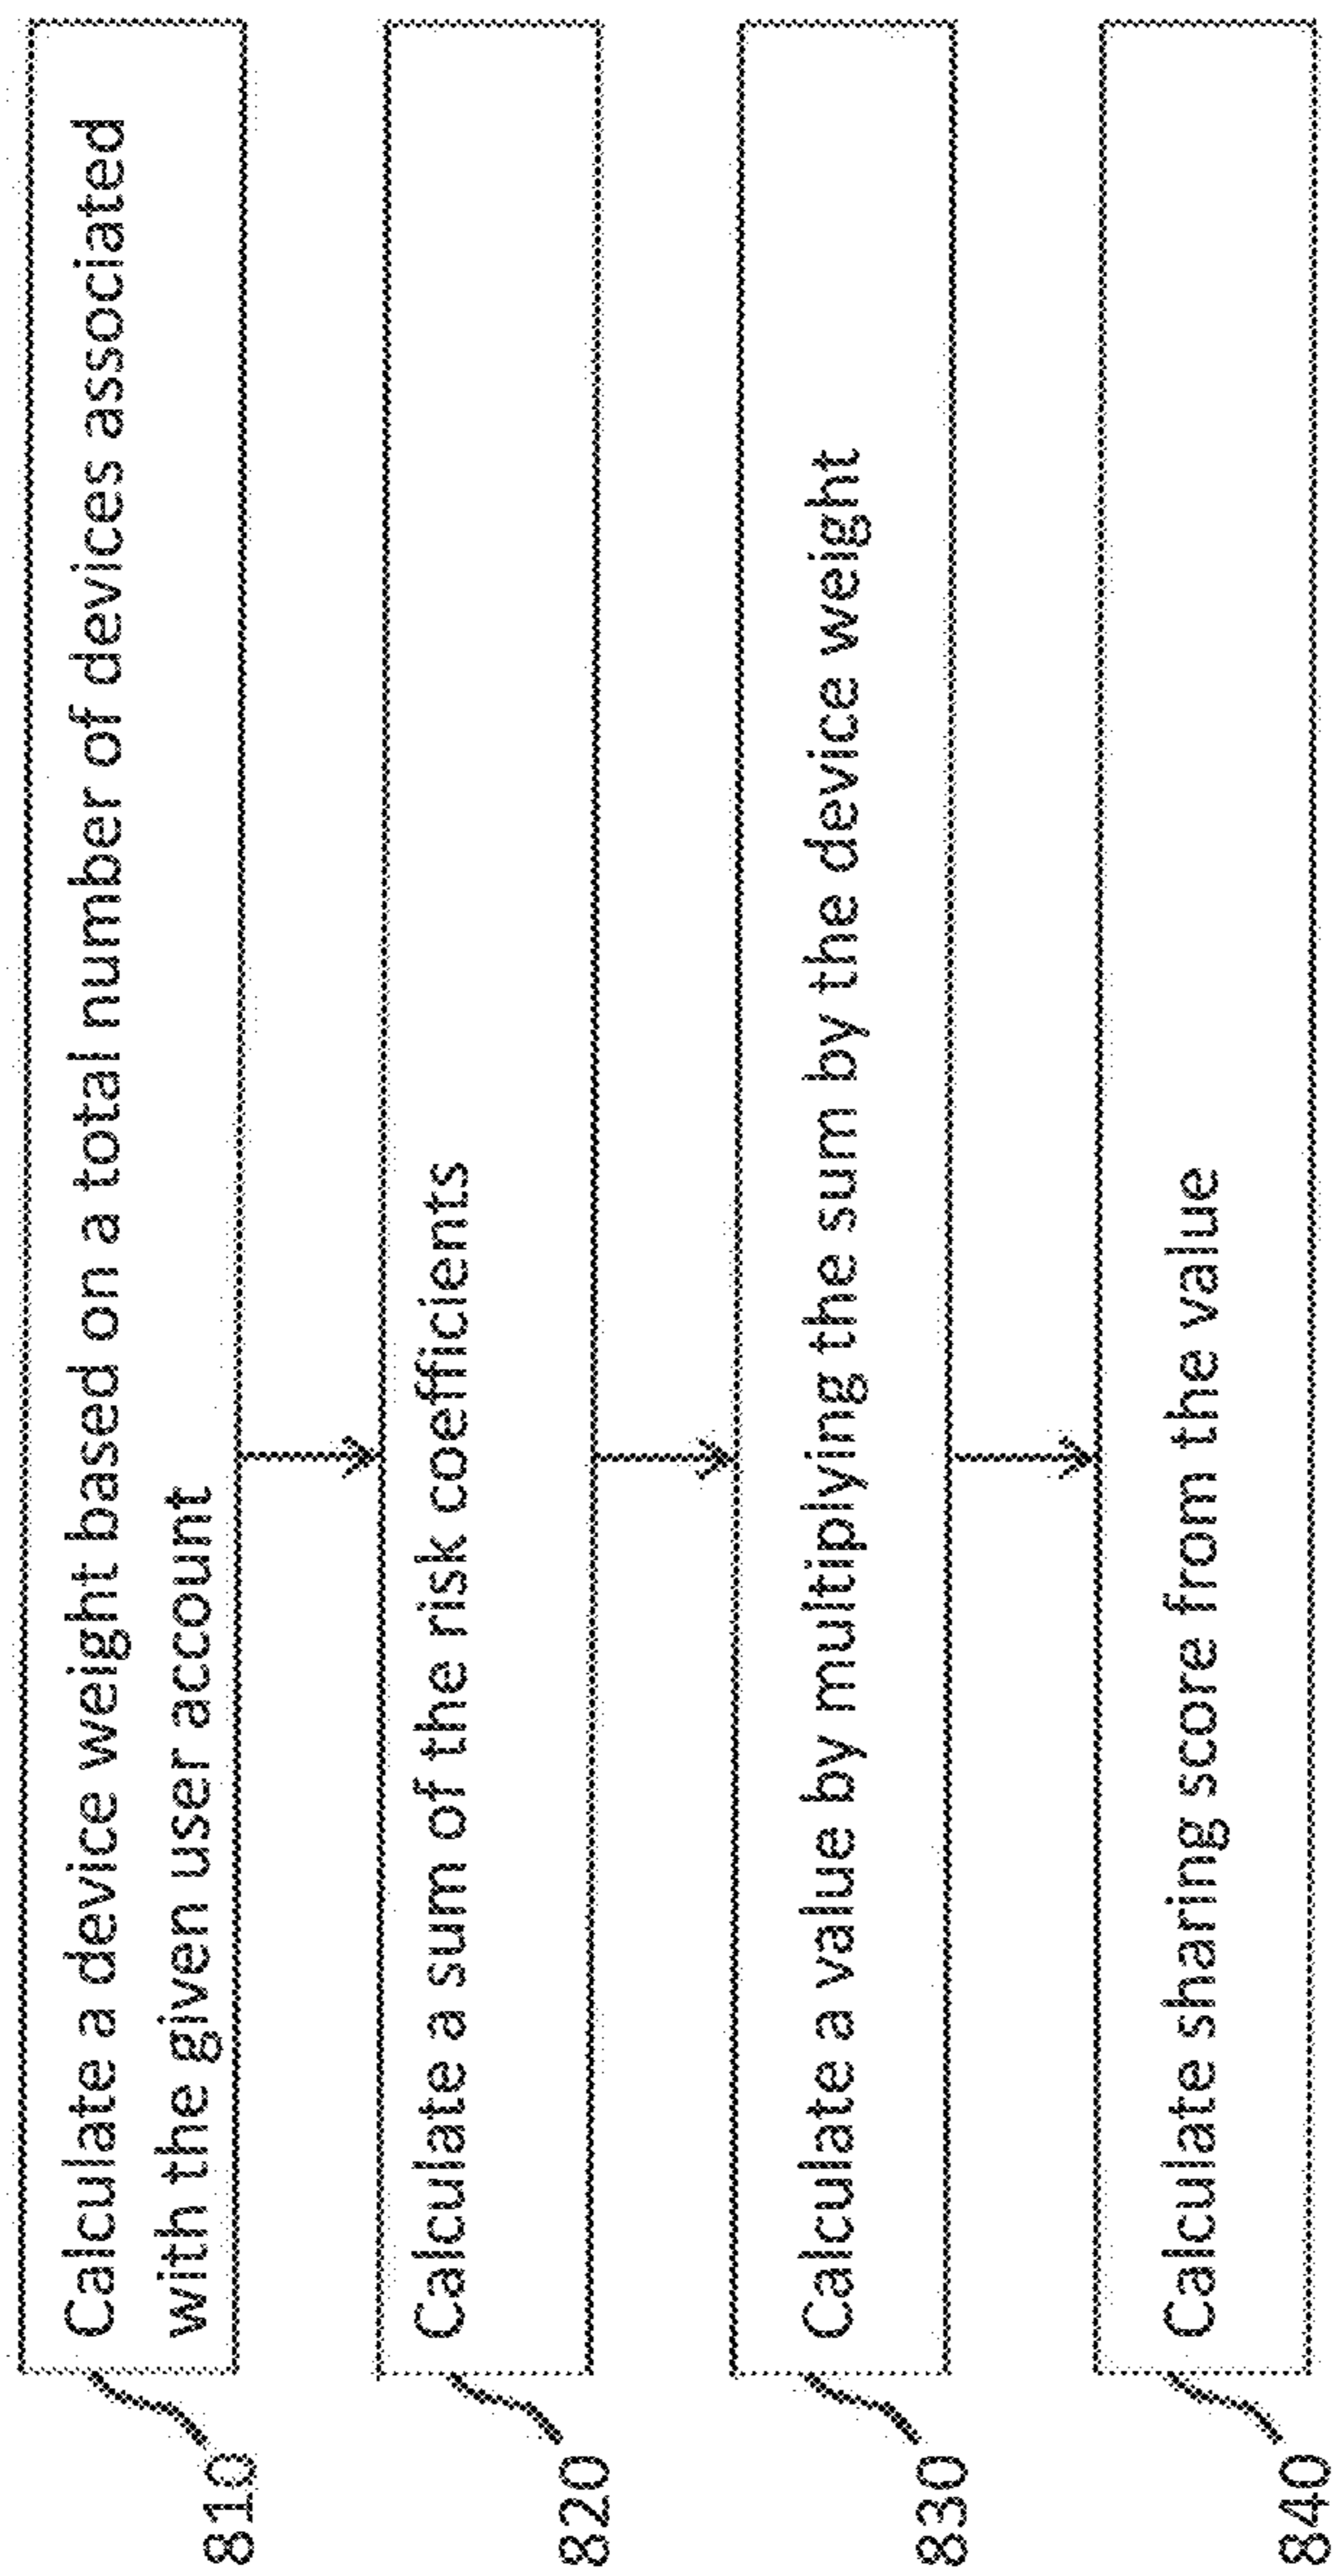 810
Calculate a device weight based on a total number of devices associated
with the given user account
820
Calculate a sum of the risk coefficients
830
Calculate a value by multiplying the sum by the device weight
840
Calculate sharing score from the value